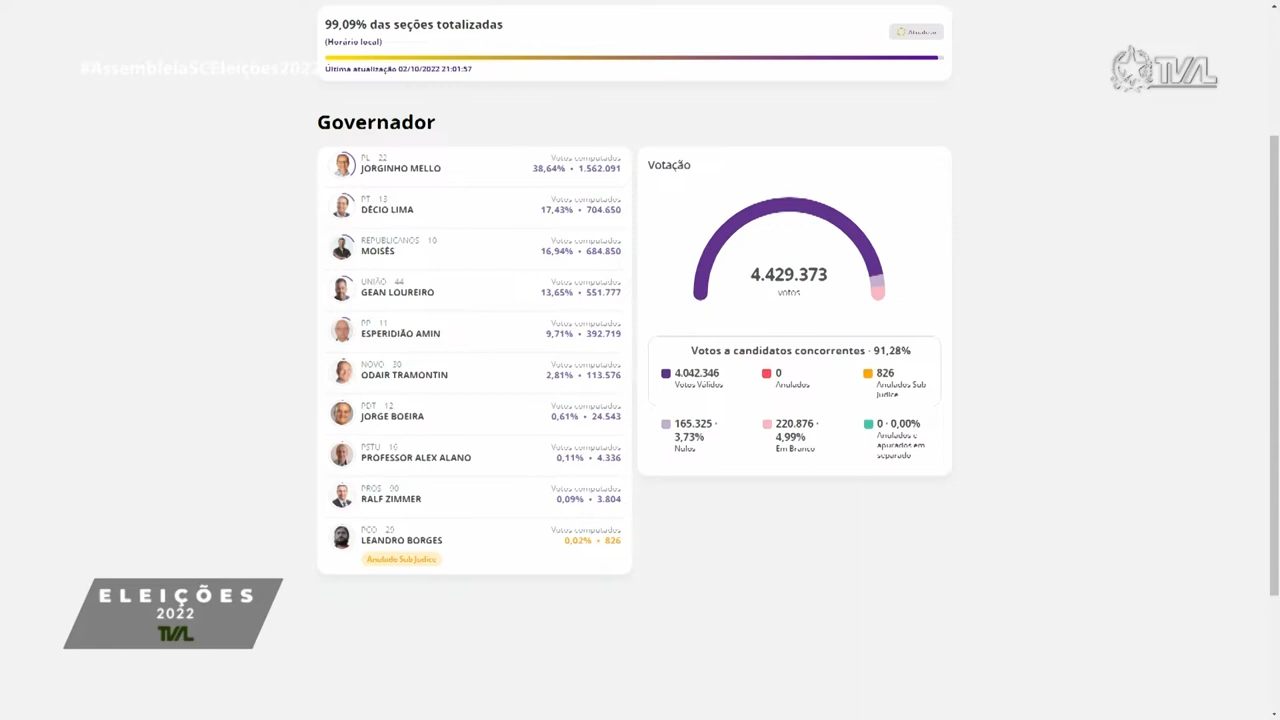 99,09% das seções totalizadas
(Horário local)
Atualizar
#AssembleiaSCEleiçoes2022
Última atualização 02/10/2022 21:01:57
TVAL
Governador
PL 22
JORGINHO MELLO
Votos computados
38,64% • 1.562.091
PT 13
DÉCIO LIMA
Votos computados
17,43% • 704.650
REPUBLICANOS 10
MOISÉS
Votos computados
16,94% • 684.850
UNIÃO 44
GEAN LOUREIRO
Votos computados
13,65% • 551.777
PP 11
ESPERIDIÃO AMIN
Votos computados
9,71% • 392.719
NOVO 30
ODAIR TRAMONTIN
Votos computados
2,81% • 113.576
PDT 12
JORGE BOEIRA
Votos computados
0,61% • 24.543
PSTU 16
PROFESSOR ALEX ALANO
Votos computados
0,11% • 4.336
PROS 90
RALF ZIMMER
Votos computados
0,09% • 3.804
PCO 29
LEANDRO BORGES
Votos computados
0,02% • 826
Anulado Sub Judice
Votação
4.429.373
votos
Votos a candidatos concorrentes · 91,28%
4.042.346
Votos Válidos
0
Anulados
826
Anulados Sub
Judice
165.325 ·
3,73%
Nulos
220.876 ·
4,99%
Em Branco
0 · 0,00%
Anulados e
apurados em
separado
ELEIÇÕES
2022
TVAL